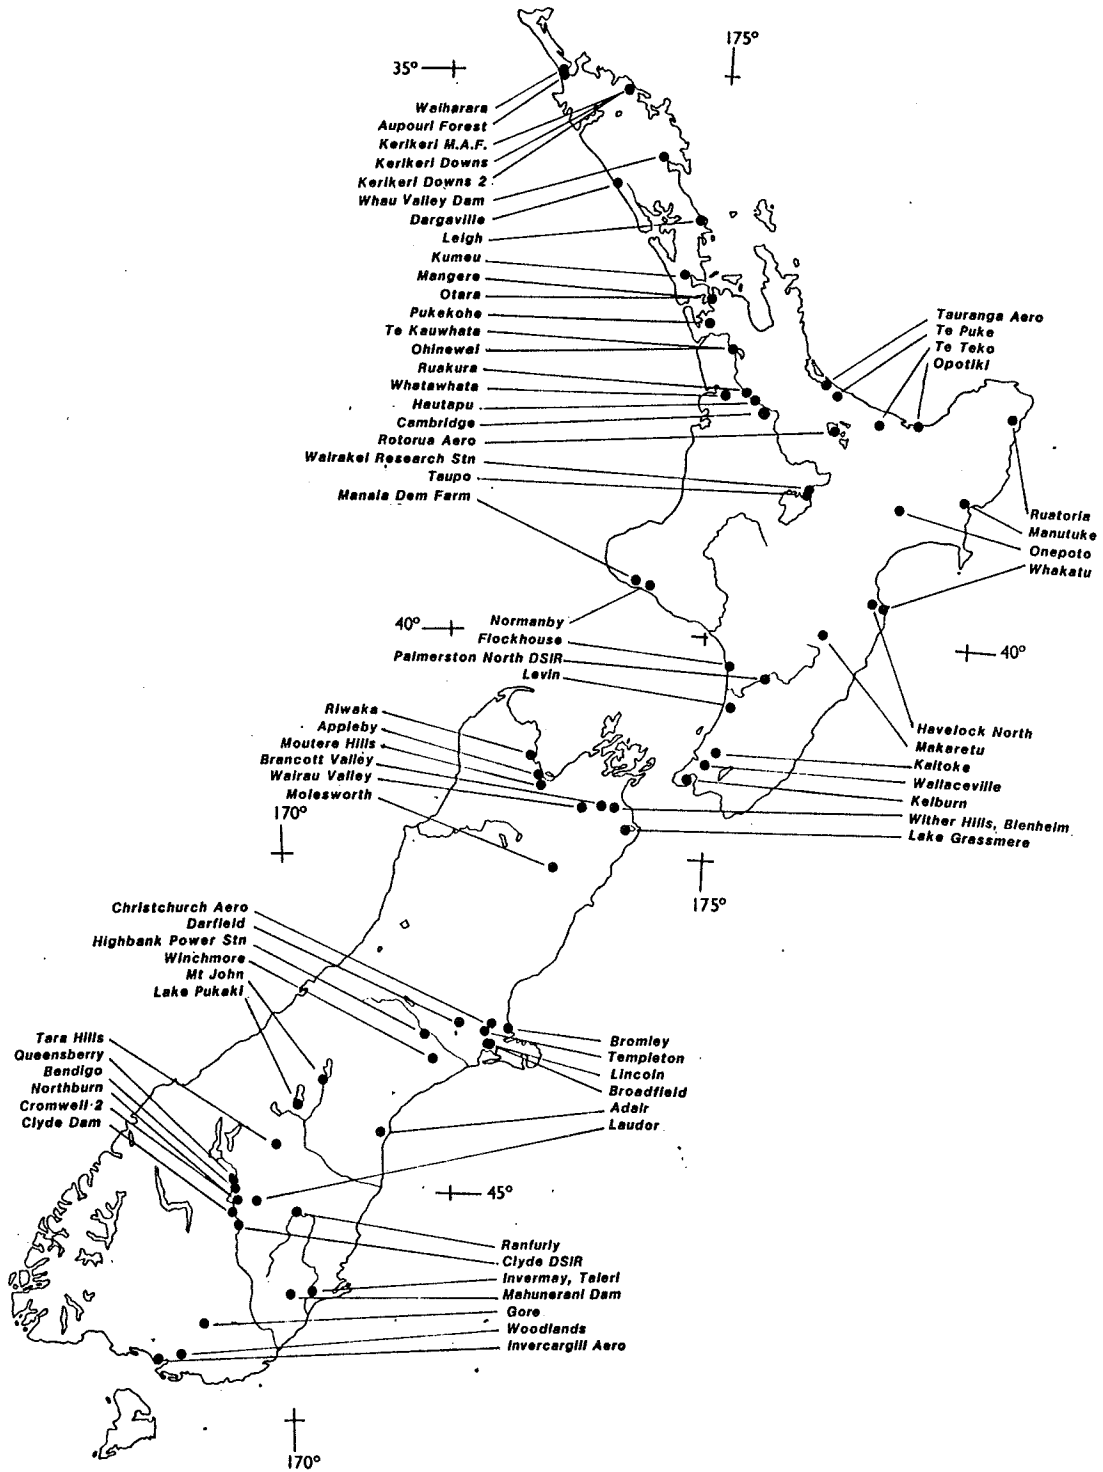 175°
35°
Waiharara
Aupouri Forest
Kerikeri M.A.F.
Kerikeri Downs
Kerikeri Downs 2
Whau Valley Dam
Dargaville
Leigh
Kumeu
Mangere
Otara
Pukekohe
Te Kauwhata
Ohinewai
Ruakura
Whatawhata
Hautapu
Cambridge
Rotorua Aero
Wairakei Research Stn
Taupo
Manaia Dem Farm
Tauranga Aero
Te Puke
Te Teko
Opotiki
Ruatoria
Manutuke
Onepoto
Whakatu
Normanby
40°
Flockhouse
Palmerston North DSIR
Levin
40°
Riwaka
Appleby
Moutere Hills
Brancott Valley
Wairau Valley
Molesworth
Havelock North
Makaretu
Kaitoke
Wallaceville
Kelburn
Wither Hills, Blenheim
Lake Grassmere
170°
175°
Christchurch Aero
Darfield
Highbank Power Stn
Winchmore
Mt John
Lake Pukaki
Tara Hills
Queensberry
Bendigo
Northburn
Cromwell 2
Clyde Dam
Bromley
Templeton
Lincoln
Broadfield
Adair
Laudor
45°
Ranfurly
Clyde DSIR
Invermay, Taieri
Mahunerani Dam
Gore
Woodlands
Invercargill Aero
170°